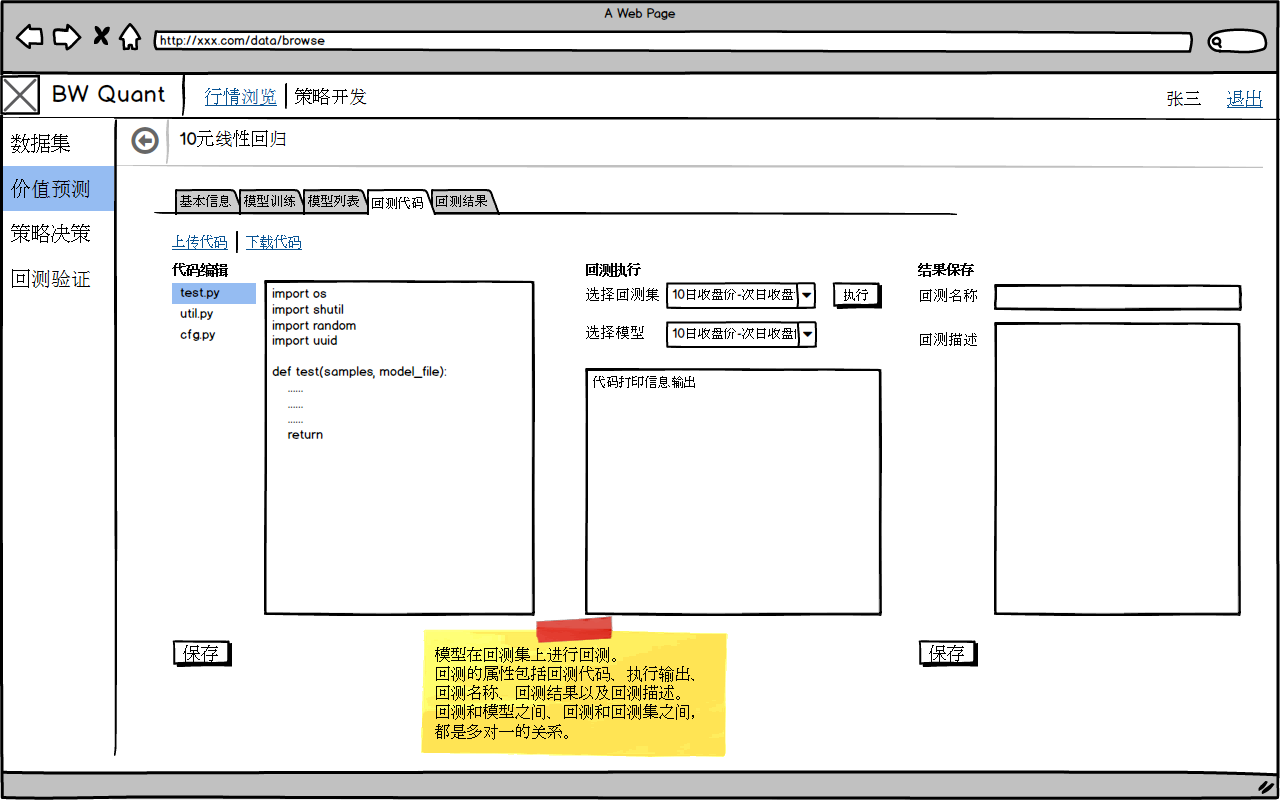 A Web Page
http://xxx.com/data/browse
BW Quant
行情浏览
策略开发
张三
退出
数据集
价值预测
策略决策
回测验证
10元线性回归
基本信息
模型训练
模型列表
回测代码
回测结果
上传代码
下载代码
代码编辑
test.py
util.py
cfg.py
import os
import shutil
import random
import uuid
def test(samples, model_file):
......
......
......
return
保存
回测执行
选择回测集
10日收盘价-次日收盘
执行
选择模型
10日收盘价-次日收盘
代码打印信息输出
结果保存
回测名称
回测描述
保存
模型在回测集上进行回测。
回测的属性包括回测代码、执行输出、
回测名称、回测结果以及回测描述。
回测和模型之间、回测和回测集之间,
都是多对一的关系。